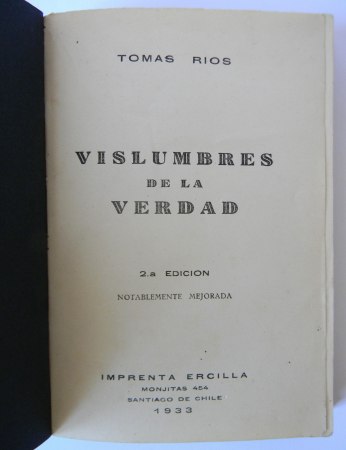 TOMAS RIOS
VISLUMBRES
DE LA
VERDAD
2.a EDICION
NOTABLEMENTE MEJORADA
IMPRENTA ERCILLA
MONJITAS 454
SANTIAGO DE CHILE
1933